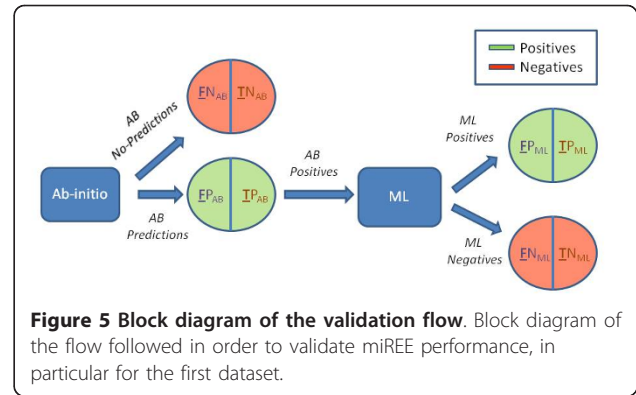 Positives
Negatives
AB
No-Predictions
FN_AB TN_AB
Ab-initio
AB
Predictions
FP_AB TP_AB
AB
Positives
ML
ML
Positives
FP_ML TP_ML
ML
Negatives
FN_ML TN_ML
Figure 5 Block diagram of the validation flow. Block diagram of
the flow followed in order to validate miREE performance, in
particular for the first dataset.